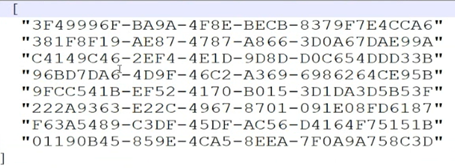 [
"3F49996F-BA9A-4F8E-BECB-8379F7E4CCA6"
"381F8F19-AE87-4787-A866-3D0A67DAE99A"
"C4149C46-2EF4-4E1D-9D8D-D0C654DDD33B"
"96BD7DA6-4D9F-46C2-A369-6986264CE95B"
"9FCC541B-EF52-4170-B015-3D1DA3D5B53F"
"222A9363-E22C-4967-8701-091E08FD6187"
"F63A5489-C3DF-45DF-AC56-D4164F75151B"
"01190B45-859E-4CA5-8EEA-7F0A9A758C3D"
]